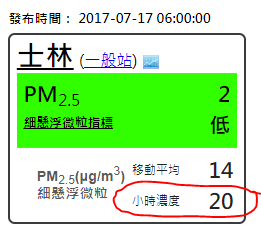 發布時間： 2017-07-17 06:00:00
士林 (一般站)
PM2.5 2
細懸浮微粒指標 低
PM2.5(μg/m3) 移動平均 14
細懸浮微粒 小時濃度 20